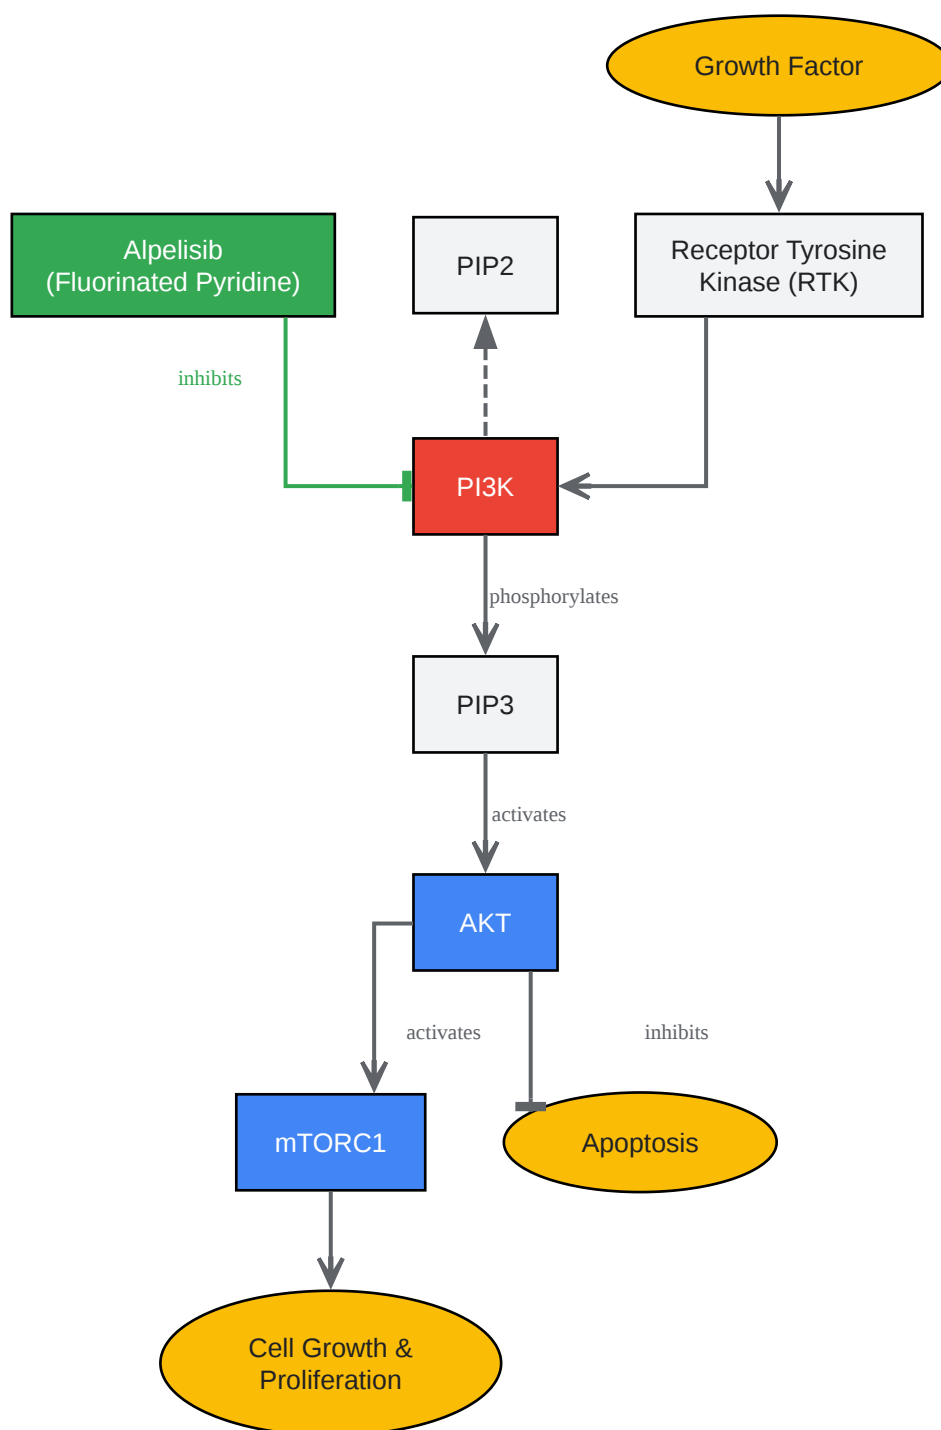 Growth Factor
Alpelisib
(Fluorinated Pyridine)
PIP2
Receptor Tyrosine
Kinase (RTK)
inhibits
PI3K
phosphorylates
PIP3
activates
AKT
activates
inhibits
mTORC1
Apoptosis
Cell Growth &
Proliferation